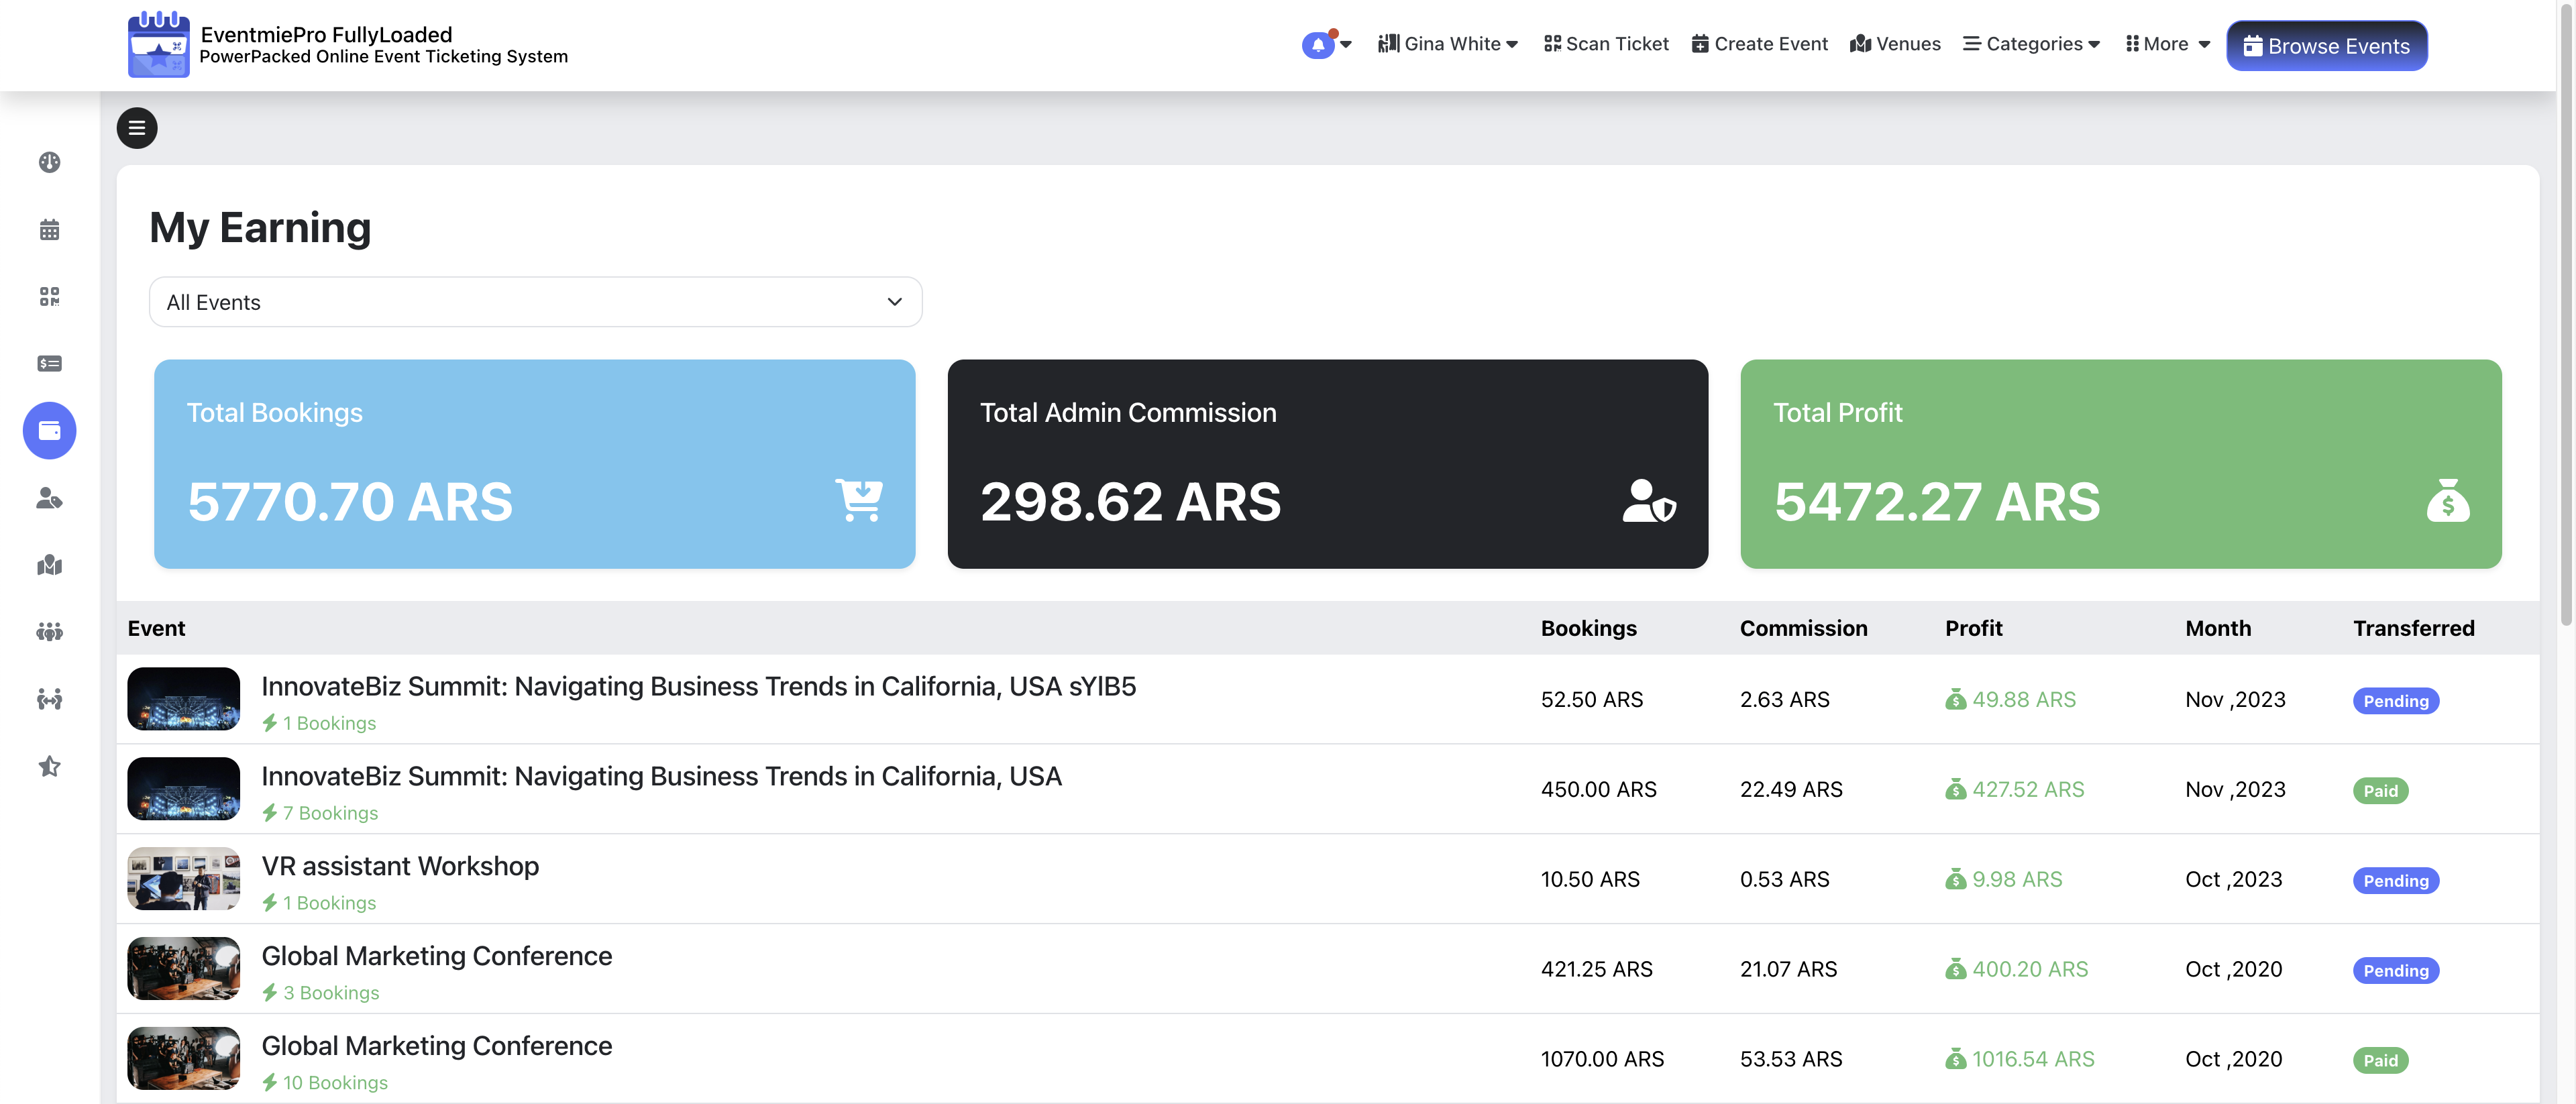 EventmiePro FullyLoaded
PowerPacked Online Event Ticketing System
Gina White
Scan Ticket
Create Event
Venues
Categories
More
Browse Events
My Earning
All Events
Total Bookings
5770.70 ARS
Total Admin Commission
298.62 ARS
Total Profit
5472.27 ARS
Event Bookings Commission Profit Month Transferred
InnovateBiz Summit: Navigating Business Trends in California, USA sYlB5
1 Bookings
52.50 ARS 2.63 ARS 49.88 ARS Nov ,2023 Pending
InnovateBiz Summit: Navigating Business Trends in California, USA
7 Bookings
450.00 ARS 22.49 ARS 427.52 ARS Nov ,2023 Paid
VR assistant Workshop
1 Bookings
10.50 ARS 0.53 ARS 9.98 ARS Oct ,2023 Pending
Global Marketing Conference
3 Bookings
421.25 ARS 21.07 ARS 400.20 ARS Oct ,2020 Pending
Global Marketing Conference
10 Bookings
1070.00 ARS 53.53 ARS 1016.54 ARS Oct ,2020 Paid